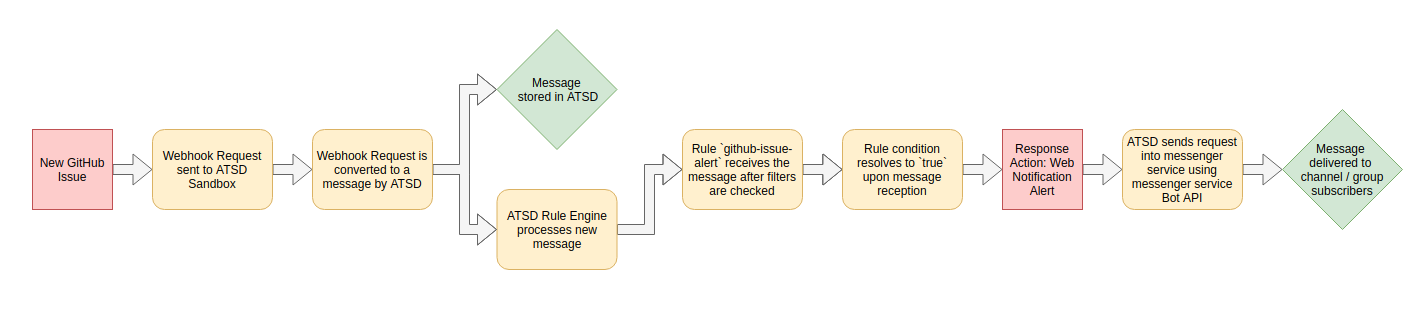 New GitHub
Issue
Webhook Request
sent to ATSD
Sandbox
Webhook Request is
converted to a
message by ATSD
Message
stored in ATSD
ATSD Rule Engine
processes new
message
Rule `github-issue-
alert` receives the
message after filters
are checked
Rule condition
resolves to `true`
upon message
reception
Response
Action: Web
Notification
Alert
ATSD sends request
into messenger
service using
messenger service
Bot API
Message
delivered to
channel / group
subscribers